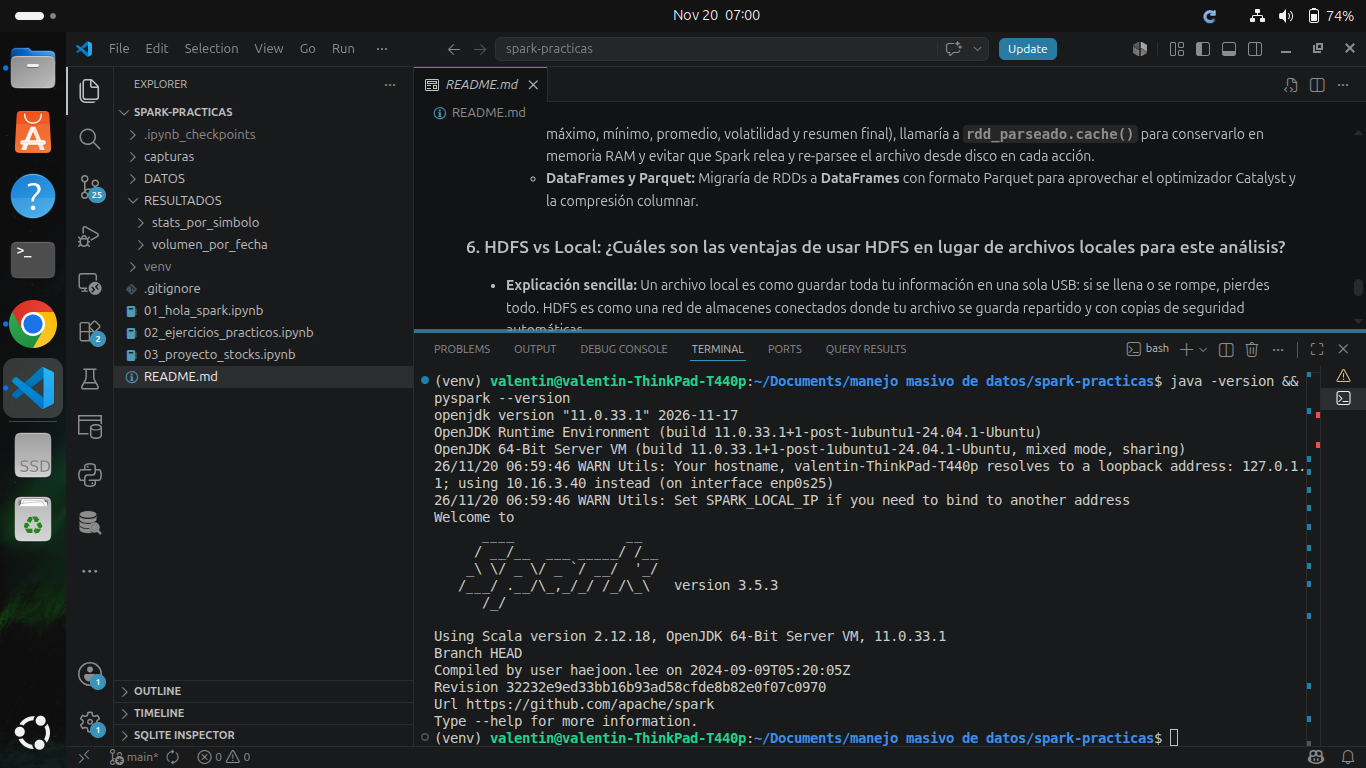 Nov 20 07:00
74%
File Edit Selection View Go Run ···
spark-practicas
Update
EXPLORER
SPARK-PRACTICAS
.ipynb_checkpoints
capturas
DATOS
RESULTADOS
stats_por_simbolo
volumen_por_fecha
venv
.gitignore
01_hola_spark.ipynb
02_ejercicios_practicos.ipynb
03_proyecto_stocks.ipynb
README.md
OUTLINE
TIMELINE
SQLITE INSPECTOR
25
2
1
1
SSD
README.md
README.md
máximo, mínimo, promedio, volatilidad y resumen final), llamaría a rdd_parseado.cache() para conservarlo en
memoria RAM y evitar que Spark relea y re-parsee el archivo desde disco en cada acción.
DataFrames y Parquet: Migraría de RDDs a DataFrames con formato Parquet para aprovechar el optimizador Catalyst y
la compresión columnar.
6. HDFS vs Local: ¿Cuáles son las ventajas de usar HDFS en lugar de archivos locales para este análisis?
• Explicación sencilla: Un archivo local es como guardar toda tu información en una sola USB: si se llena o se rompe, pierdes
todo. HDFS es como una red de almacenes conectados donde tu archivo se guarda repartido y con copias de seguridad
automáticas
PROBLEMS OUTPUT DEBUG CONSOLE TERMINAL PORTS QUERY RESULTS
bash
(venv) valentin@valentin-ThinkPad-T440p:~/Documents/manejo masivo de datos/spark-practicas$ java -version &&
pyspark --version
openjdk version "11.0.33.1" 2026-11-17
OpenJDK Runtime Environment (build 11.0.33.1+1-post-1ubuntu1-24.04.1-Ubuntu)
OpenJDK 64-Bit Server VM (build 11.0.33.1+1-post-1ubuntu1-24.04.1-Ubuntu, mixed mode, sharing)
26/11/20 06:59:46 WARN Utils: Your hostname, valentin-ThinkPad-T440p resolves to a loopback address: 127.0.1.
1; using 10.16.3.40 instead (on interface enp0s25)
26/11/20 06:59:46 WARN Utils: Set SPARK_LOCAL_IP if you need to bind to another address
Welcome to
Spark version 3.5.3
Using Scala version 2.12.18, OpenJDK 64-Bit Server VM, 11.0.33.1
Branch HEAD
Compiled by user haejoon.lee on 2024-09-09T05:20:05Z
Revision 32232e9ed33bb16b93ad58cfde8b82e0f07c0970
Url https://github.com/apache/spark
Type --help for more information.
(venv) valentin@valentin-ThinkPad-T440p:~/Documents/manejo masivo de datos/spark-practicas$
main* 0 0